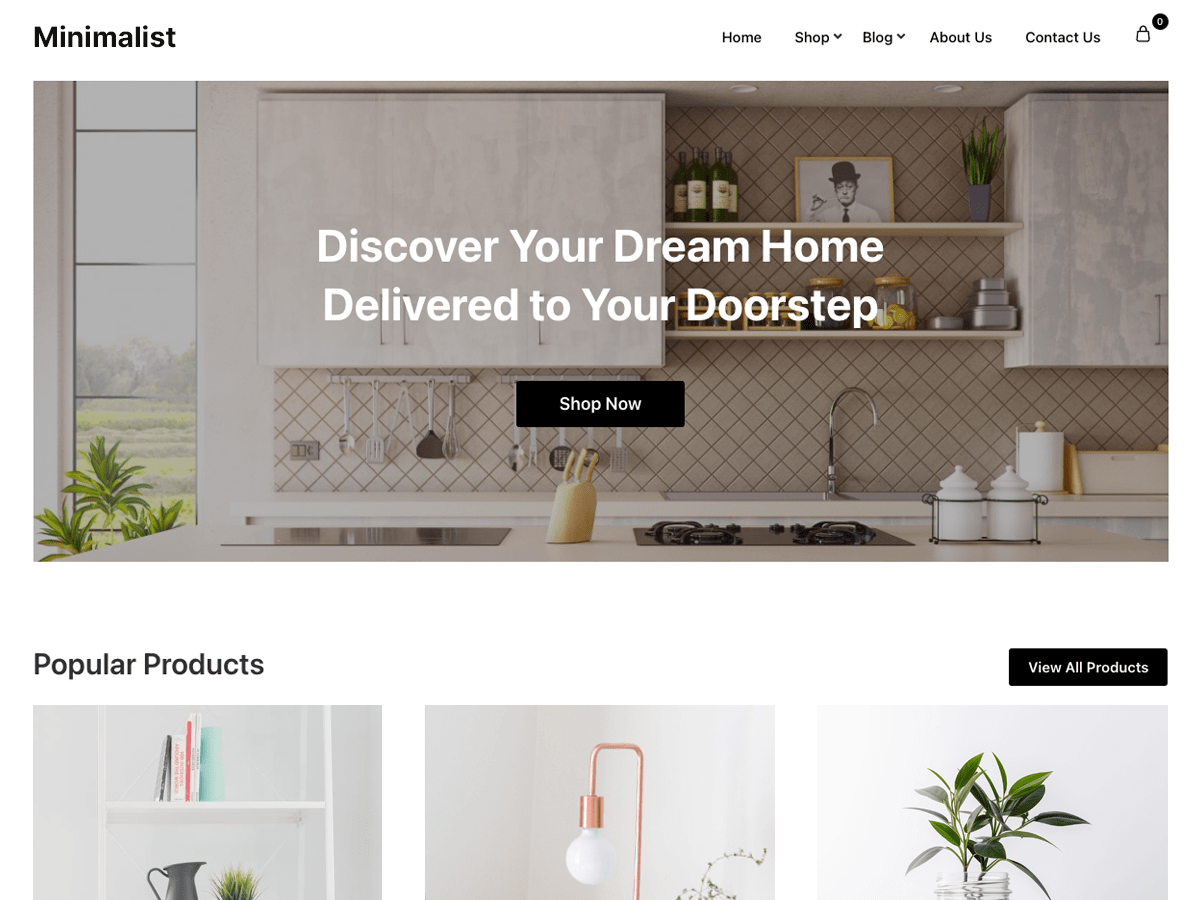 Minimalist
Home
Shop
Blog
About Us
Contact Us
0
Discover Your Dream Home
Delivered to Your Doorstep
Shop Now
Popular Products
View All Products